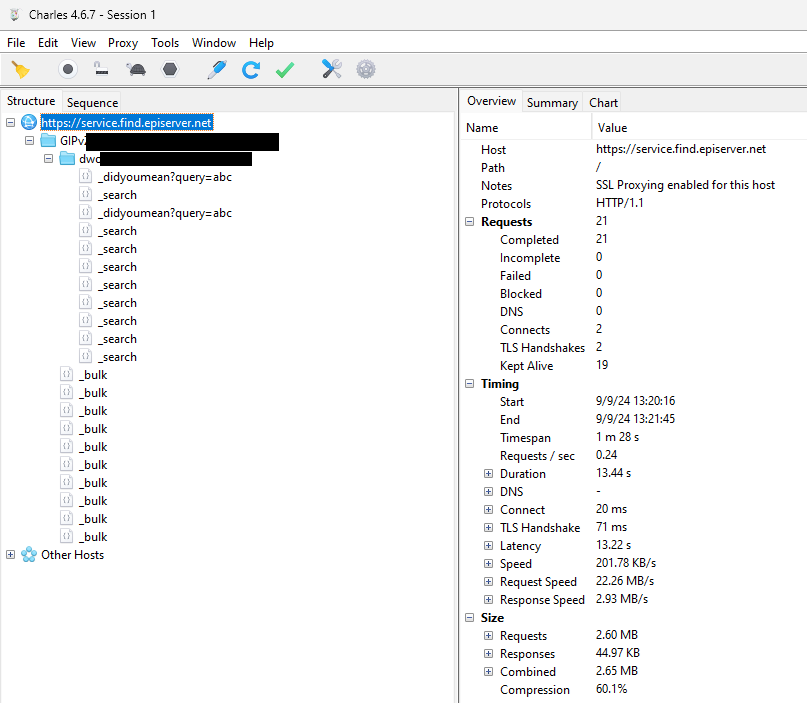 Charles 4.6.7 - Session 1
File Edit View Proxy Tools Window Help
Structure Sequence
https://service.find.episerver.net
GIPv
dwc
_didyoumean?query=abc
_search
_didyoumean?query=abc
_search
_search
_search
_search
_search
_search
_search
_search
_bulk
_bulk
_bulk
_bulk
_bulk
_bulk
_bulk
_bulk
_bulk
_bulk
Other Hosts
Overview Summary Chart
Name Value
Host https://service.find.episerver.net
Path /
Notes SSL Proxying enabled for this host
Protocols HTTP/1.1
Requests 21
Completed 21
Incomplete 0
Failed 0
Blocked 0
DNS 0
Connects 2
TLS Handshakes 2
Kept Alive 19
Timing
Start 9/9/24 13:20:16
End 9/9/24 13:21:45
Timespan 1 m 28 s
Requests / sec 0.24
Duration 13.44 s
DNS -
Connect 20 ms
TLS Handshake 71 ms
Latency 13.22 s
Speed 201.78 KB/s
Request Speed 22.26 MB/s
Response Speed 2.93 MB/s
Size
Requests 2.60 MB
Responses 44.97 KB
Combined 2.65 MB
Compression 60.1%